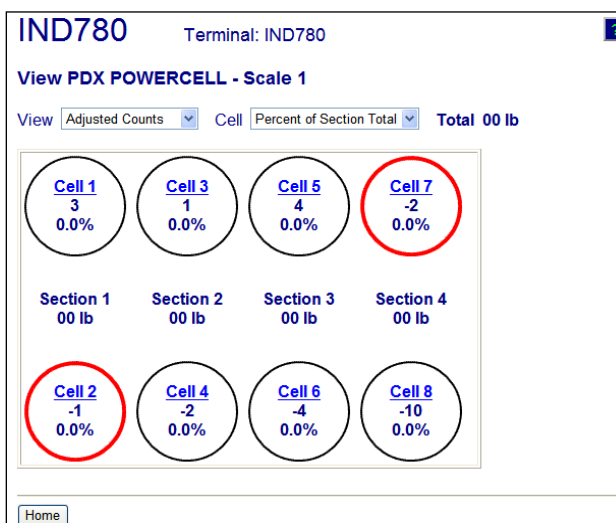 IND780 Terminal: IND780 ?
View PDX POWERCELL - Scale 1
View Adjusted Counts Cell Percent of Section Total Total 00 lb
Cell 1 Cell 3 Cell 5 Cell 7
3 1 4 -2
0.0% 0.0% 0.0% 0.0%
Section 1 Section 2 Section 3 Section 4
00 lb 00 lb 00 lb 00 lb
Cell 2 Cell 4 Cell 6 Cell 8
-1 -2 -4 -10
0.0% 0.0% 0.0% 0.0%
Home